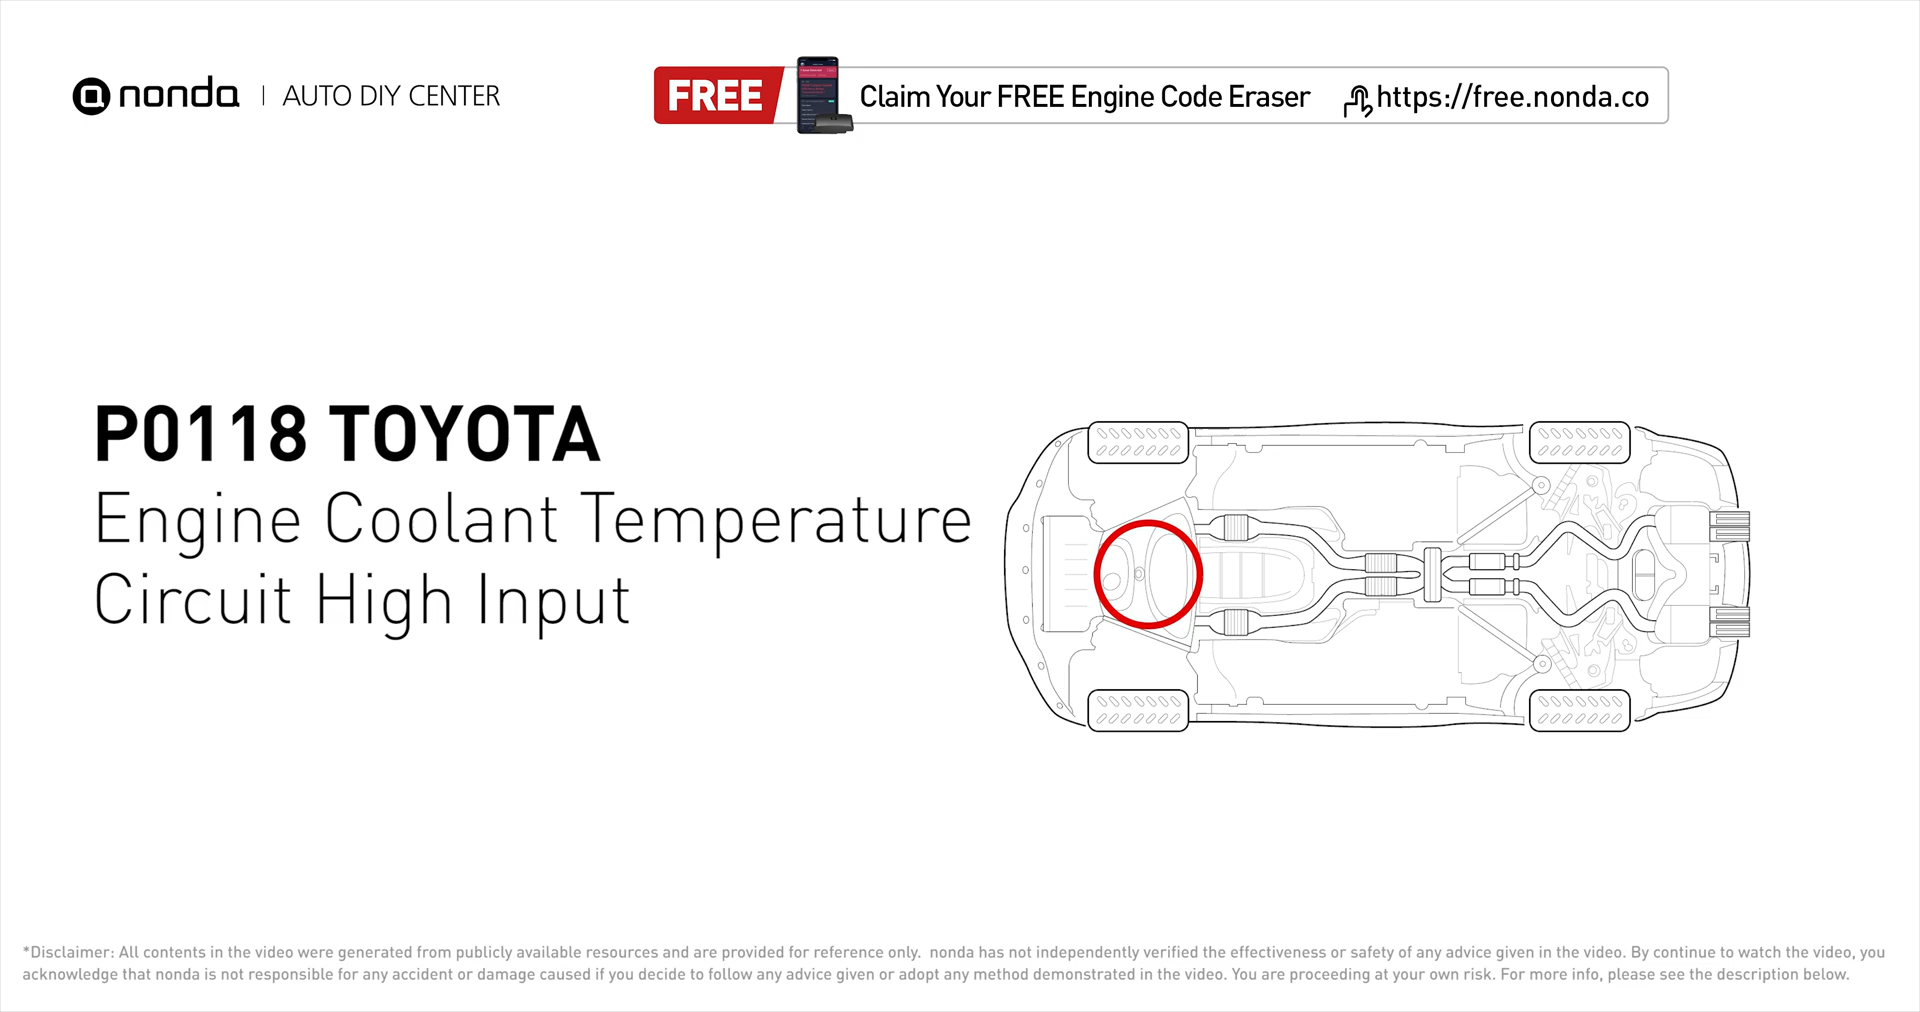 nonda | AUTO DIY CENTER
FREE Claim Your FREE Engine Code Eraser https://free.nonda.co
P0118 TOYOTA
Engine Coolant Temperature
Circuit High Input
*Disclaimer: All contents in the video were generated from publicly available resources and are provided for reference only. nonda has not independently verified the effectiveness or safety of any advice given in the video. By continue to watch the video, you
acknowledge that nonda is not responsible for any accident or damage caused if you decide to follow any advice given or adopt any method demonstrated in the video. You are proceeding at your own risk. For more info, please see the description below.